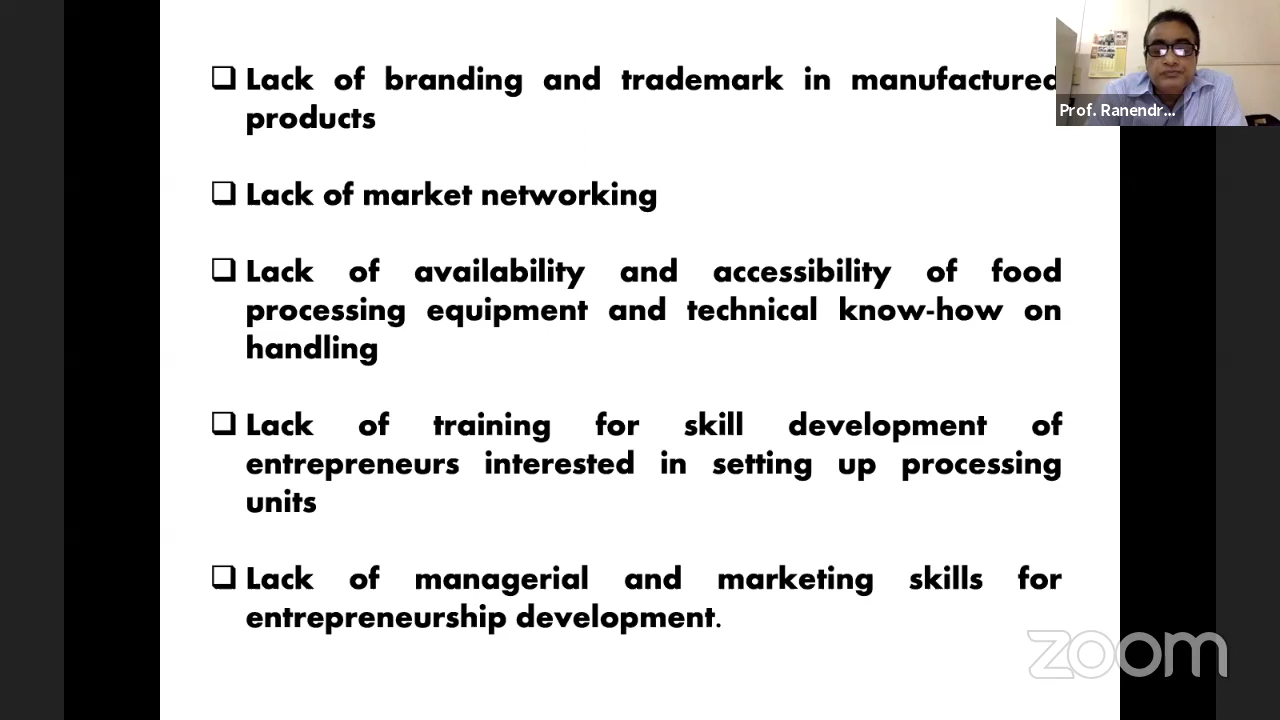 Lack of branding and trademark in manufactured
products
Lack of market networking
Lack of availability and accessibility of food
processing equipment and technical know-how on
handling
Lack of training for skill development of
entrepreneurs interested in setting up processing
units
Lack of managerial and marketing skills for
entrepreneurship development.
Prof. Ranendr...
zoom